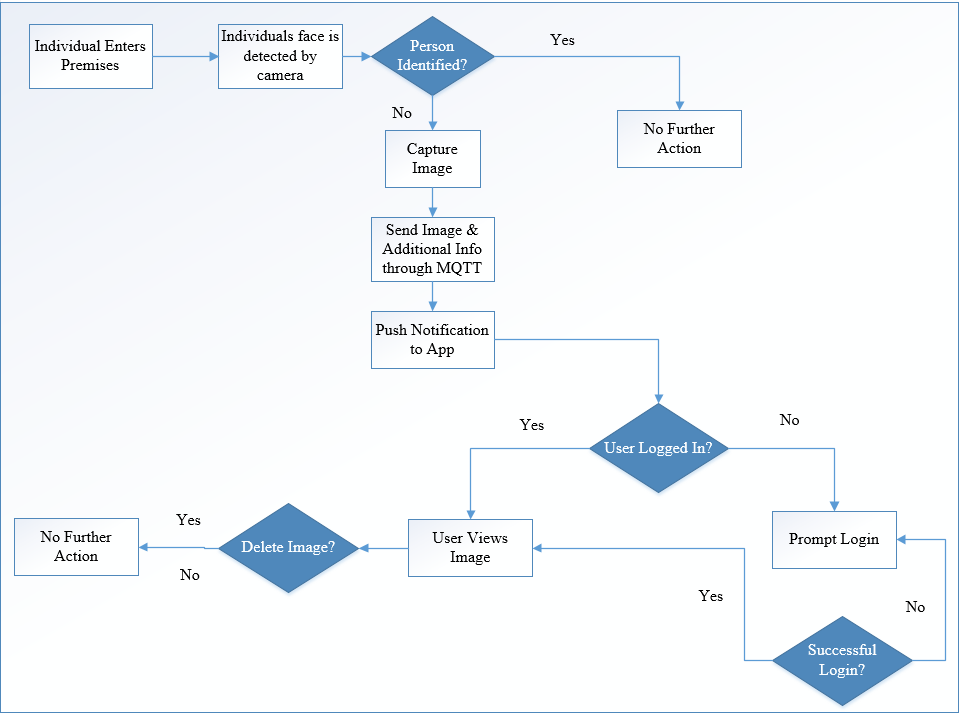 Individual Enters
Premises
Individuals face is
detected by
camera
Person
Identified?
Yes
No Further
Action
No
Capture
Image
Send Image &
Additional Info
through MQTT
Push Notification
to App
User Logged In?
Yes
No
Prompt Login
User Views
Image
Delete Image?
Yes
No
No Further
Action
Successful
Login?
Yes
No